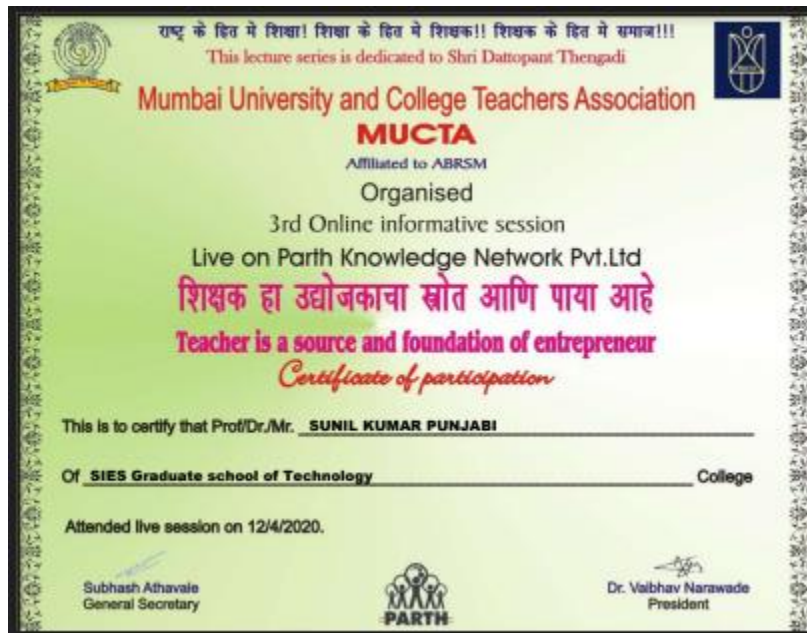 राष्ट्र के हित मे शिक्षा! शिक्षा के हित मे शिक्षक!! शिक्षक के हित मे समाज!!!
This lecture series is dedicated to Shri Dattopant Thengadi
Mumbai University and College Teachers Association
MUCTA
Affiliated to ABRSM
Organised
3rd Online informative session
Live on Parth Knowledge Network Pvt.Ltd
शिक्षक हा उद्योजकाचा स्रोत आणि पाया आहे
Teacher is a source and foundation of entrepreneur
Certificate of participation
This is to certify that Prof/Dr./Mr. SUNIL KUMAR PUNJABI
Of SIES Graduate school of Technology College
Attended live session on 12/4/2020.
Subhash Athavale
General Secretary
PARTH
Dr. Vaibhav Narawade
President